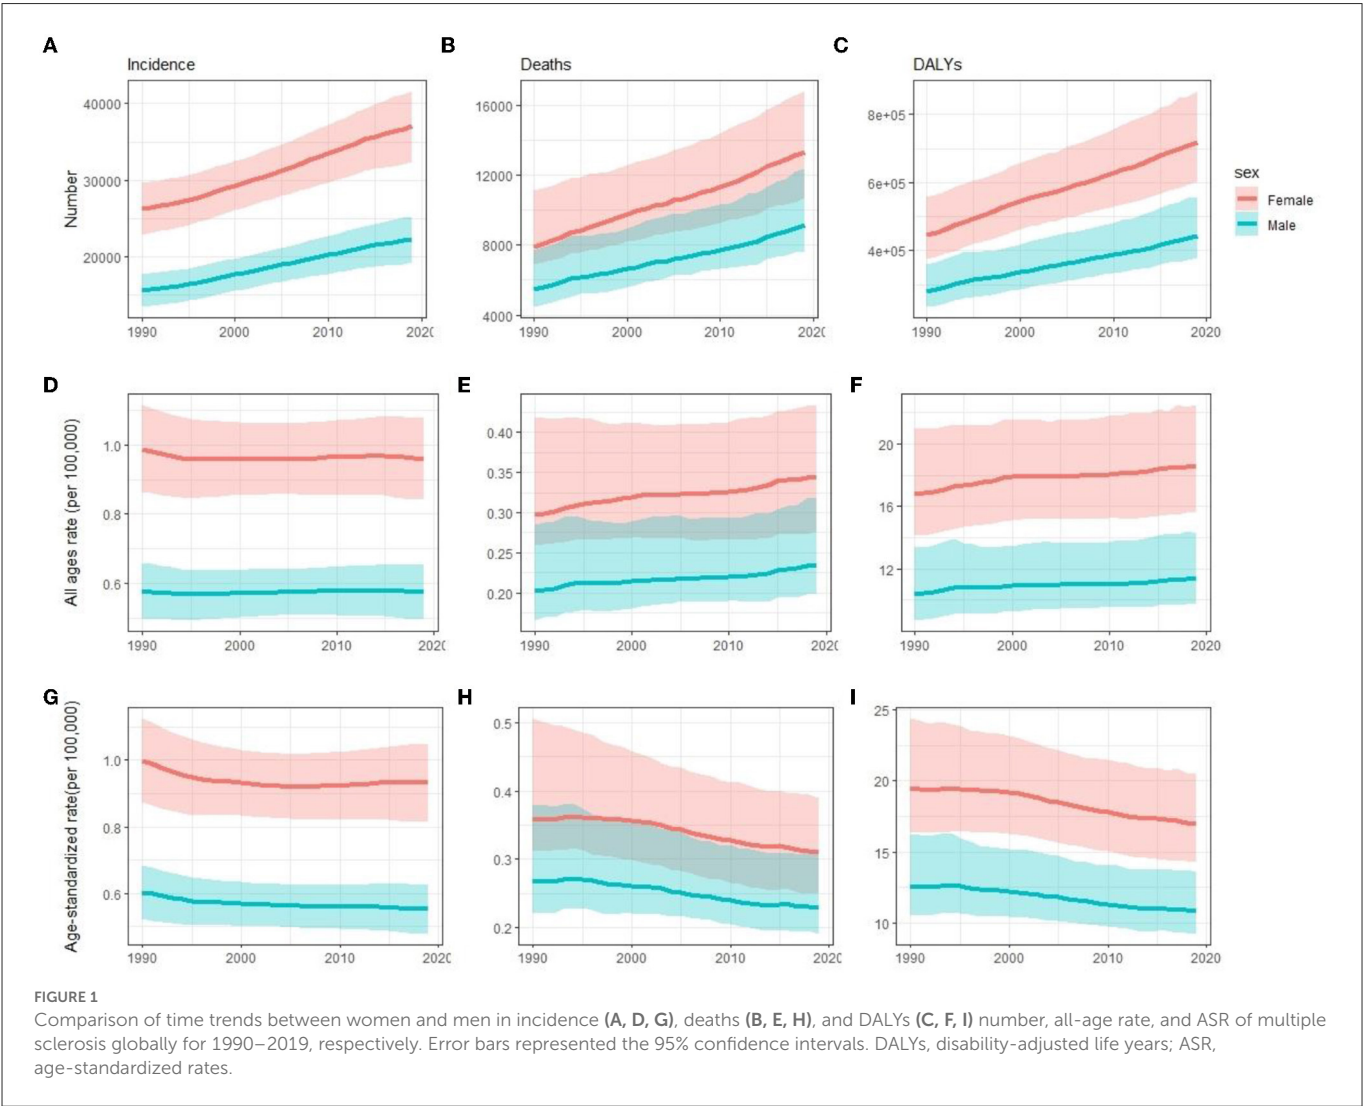 A
B
C
Incidence
Deaths
DALYs
Number
40000
30000
20000
1990
2000
2010
202
16000
12000
8000
4000
1990
2000
2010
202
8e+05
6e+05
4e+05
1990
2000
2010
2020
sex
Female
Male
D
E
F
All ages rate (per 100,000)
1.0
0.8
0.6
1990
2000
2010
202
0.40
0.35
0.30
0.25
0.20
1990
2000
2010
2020
20
16
12
1990
2000
2010
2020
G
H
I
Age-standardized rate(per 100,000)
1.0
0.8
0.6
1990
2000
2010
202
0.5
0.4
0.3
0.2
1990
2000
2010
202
25
20
15
10
1990
2000
2010
2020
FIGURE 1
Comparison of time trends between women and men in incidence (A, D, G), deaths (B, E, H), and DALYs (C, F, I) number, all-age rate, and ASR of multiple
sclerosis globally for 1990–2019, respectively. Error bars represented the 95% confidence intervals. DALYs, disability-adjusted life years; ASR,
age-standardized rates.